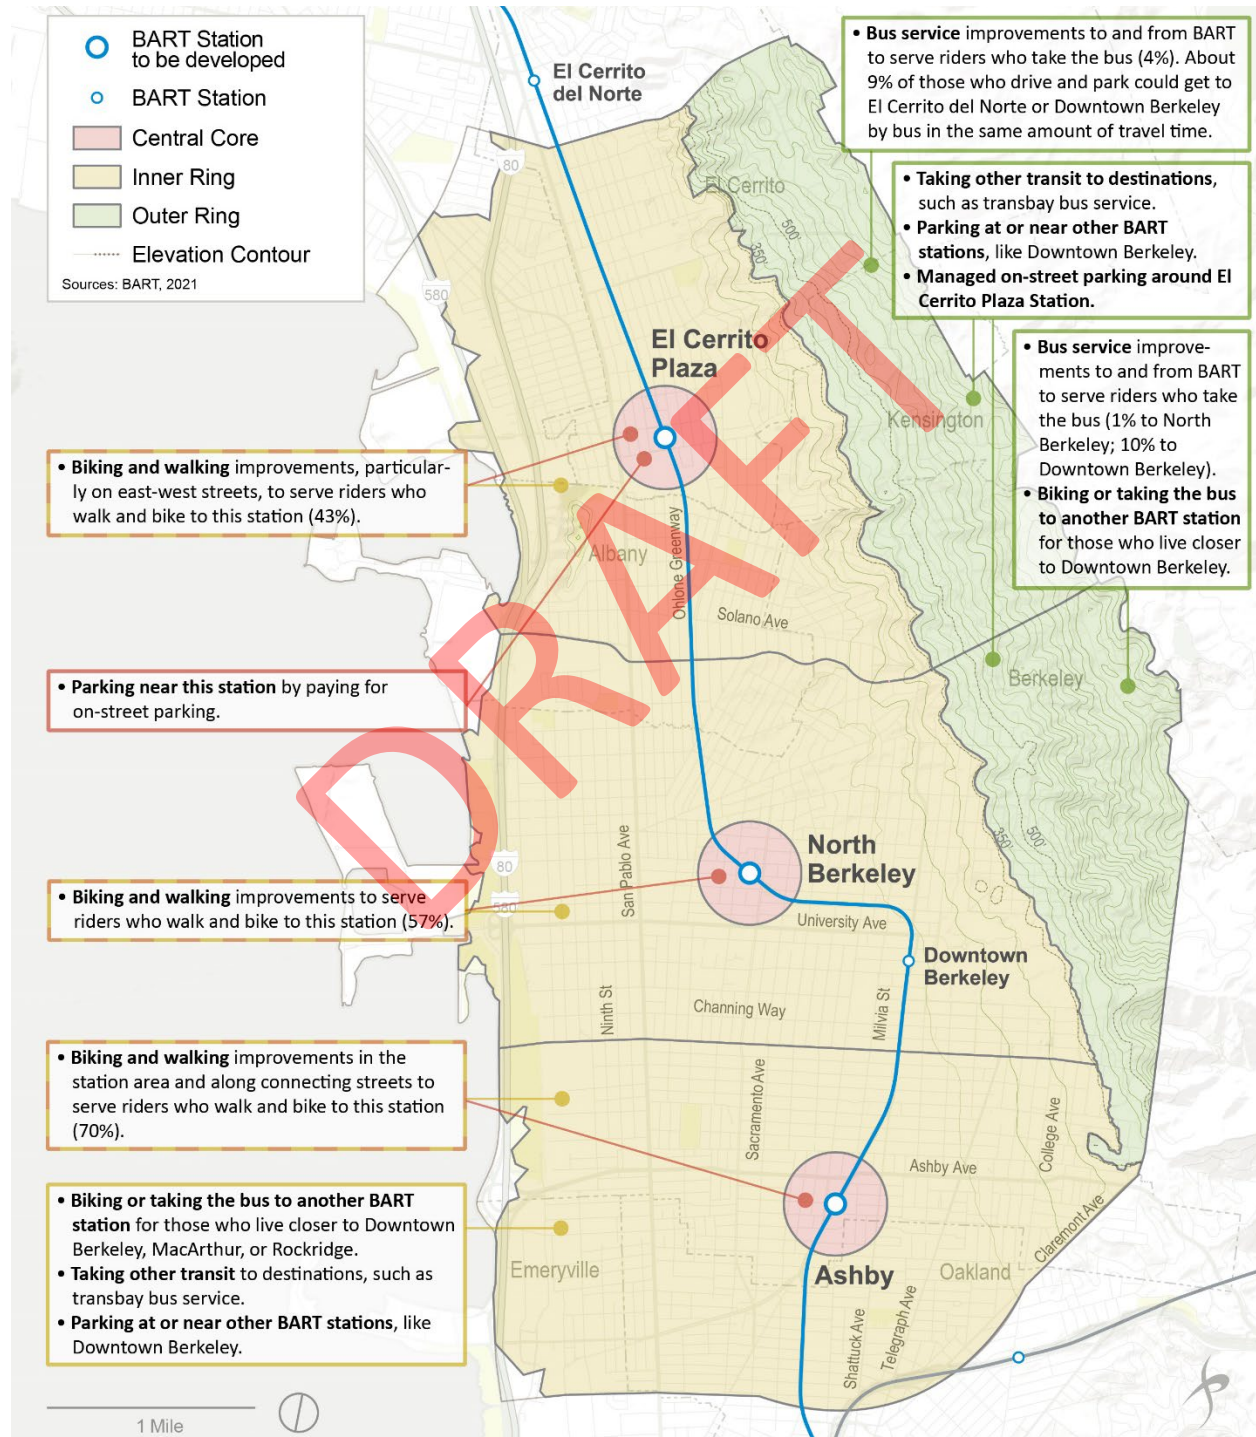 BART Station
to be developed
BART Station
Central Core
Inner Ring
Outer Ring
Elevation Contour
Sources: BART, 2021
El Cerrito
del Norte
80
580
El Cerrito
500'
350'
• Bus service improvements to and from BART
to serve riders who take the bus (4%). About
9% of those who drive and park could get to
El Cerrito del Norte or Downtown Berkeley
by bus in the same amount of travel time.
• Taking other transit to destinations,
such as transbay bus service.
• Parking at or near other BART
stations, like Downtown Berkeley.
• Managed on-street parking around El
Cerrito Plaza Station.
• Bus service improve-
ments to and from BART
to serve riders who take
the bus (1% to North
Berkeley; 10% to
Downtown Berkeley).
• Biking or taking the bus
to another BART station
for those who live closer
to Downtown Berkeley.
El Cerrito
Plaza
Kensington
• Biking and walking improvements, particular-
ly on east-west streets, to serve riders who
walk and bike to this station (43%).
Albany
Ohlone Greenway
Solano Ave
DRAFT
Berkeley
• Parking near this station by paying for
on-street parking.
San Pablo Ave
North
Berkeley
350'
500'
80
580
• Biking and walking improvements to serve
riders who walk and bike to this station (57%).
University Ave
Downtown
Berkeley
Ninth St
Channing Way
Milvia St
• Biking and walking improvements in the
station area and along connecting streets to
serve riders who walk and bike to this station
(70%).
Sacramento Ave
College Ave
Ashby Ave
Claremont Ave
• Biking or taking the bus to another BART
station for those who live closer to Downtown
Berkeley, MacArthur, or Rockridge.
• Taking other transit to destinations, such as
transbay bus service.
• Parking at or near other BART stations, like
Downtown Berkeley.
Emeryville
Ashby
Oakland
Shattuck Ave
Telegraph Ave
1 Mile